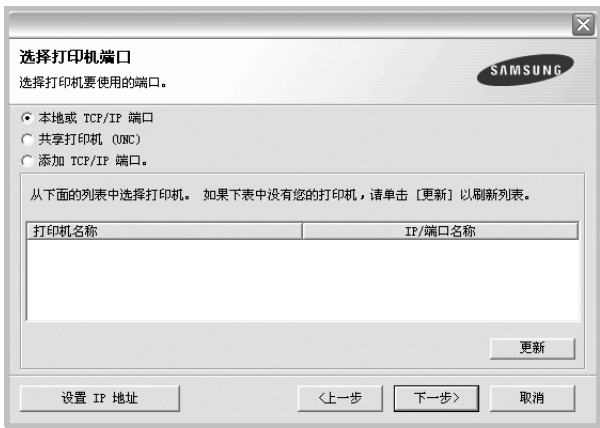 选择打印机端口
选择打印机要使用的端口。
SAMSUNG
本地或 TCP/IP 端口
共享打印机 (UNC)
添加 TCP/IP 端口。
从下面的列表中选择打印机。 如果下表中没有您的打印机,请单击 [更新] 以刷新列表。
打印机名称 IP/端口名称
更新
设置 IP 地址 <上一步 下一步> 取消